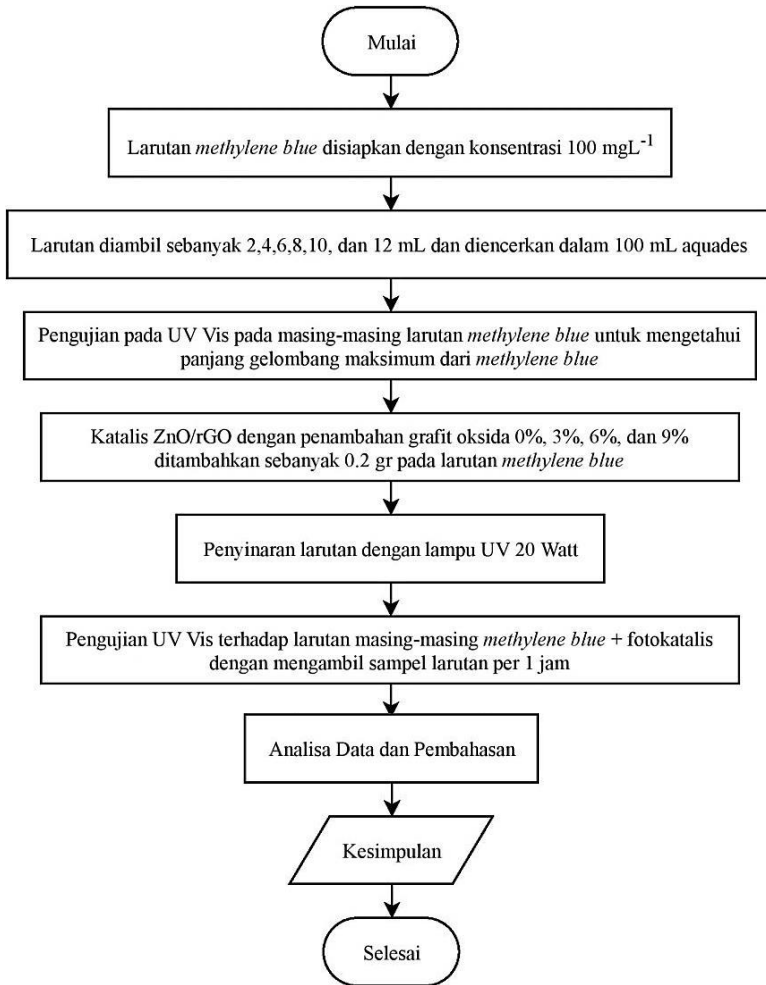 Mulai
Larutan methylene blue disiapkan dengan konsentrasi 100 mgL⁻¹
Larutan diambil sebanyak 2,4,6,8,10, dan 12 mL dan diencerkan dalam 100 mL aquades
Pengujian pada UV Vis pada masing-masing larutan methylene blue untuk mengetahui
panjang gelombang maksimum dari methylene blue
Katalis ZnO/rGO dengan penambahan grafit oksida 0%, 3%, 6%, dan 9%
ditambahkan sebanyak 0.2 gr pada larutan methylene blue
Penyinaran larutan dengan lampu UV 20 Watt
Pengujian UV Vis terhadap larutan masing-masing methylene blue + fotokatalis
dengan mengambil sampel larutan per 1 jam
Analisa Data dan Pembahasan
Kesimpulan
Selesai